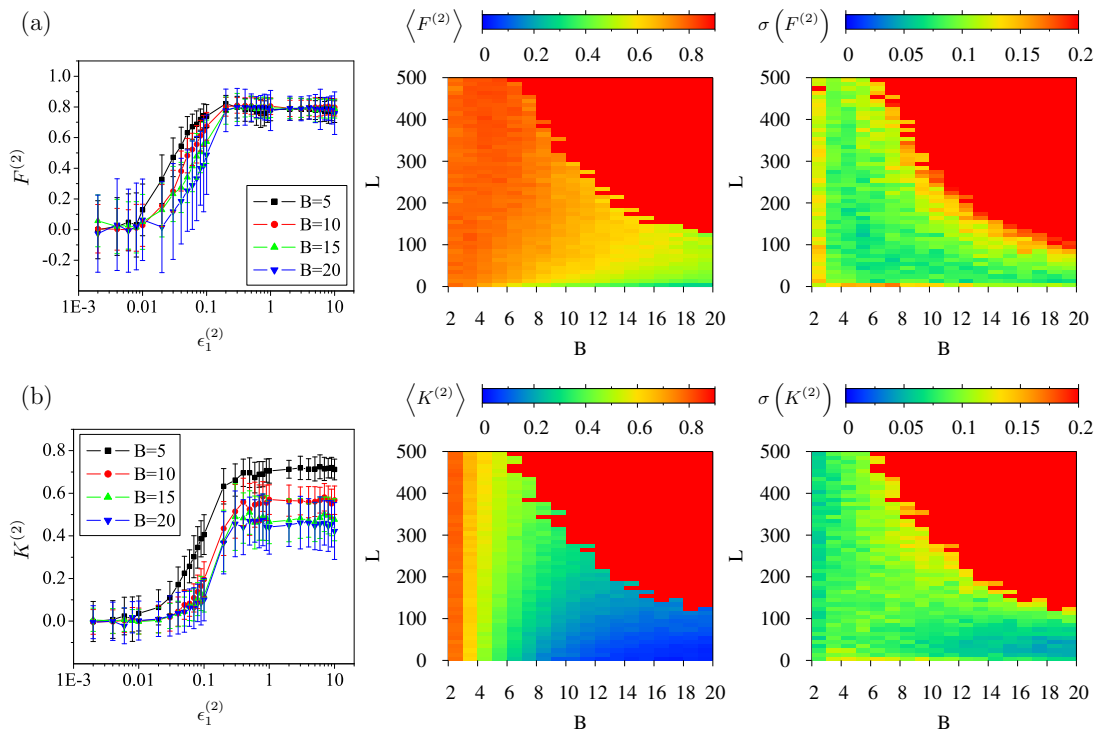 (a)
F^(2)
1.0
0.8
0.6
0.4
0.2
0.0
-0.2
1E-3 0.01 0.1 1 10
ϵ_1^(2)
B=5
B=10
B=15
B=20
⟨F^(2)⟩
0 0.2 0.4 0.6 0.8
L
500
400
300
200
100
0
2 4 6 8 10 12 14 16 18 20
B
σ(F^(2))
0 0.05 0.1 0.15 0.2
L
500
400
300
200
100
0
2 4 6 8 10 12 14 16 18 20
B
(b)
K^(2)
0.8
0.6
0.4
0.2
0.0
1E-3 0.01 0.1 1 10
ϵ_1^(2)
B=5
B=10
B=15
B=20
⟨K^(2)⟩
0 0.2 0.4 0.6 0.8
L
500
400
300
200
100
0
2 4 6 8 10 12 14 16 18 20
B
σ(K^(2))
0 0.05 0.1 0.15 0.2
L
500
400
300
200
100
0
2 4 6 8 10 12 14 16 18 20
B